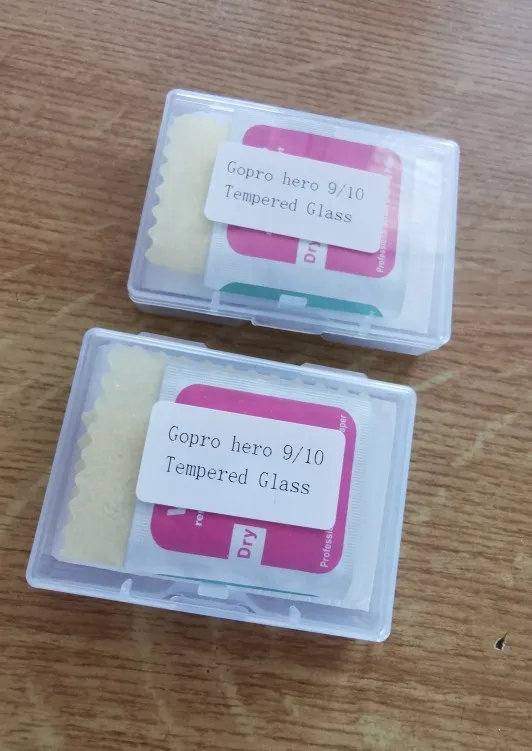 Gopro hero 9/10
Tempered Glass
Dry
Gopro hero 9/10
Tempered Glass
Dry